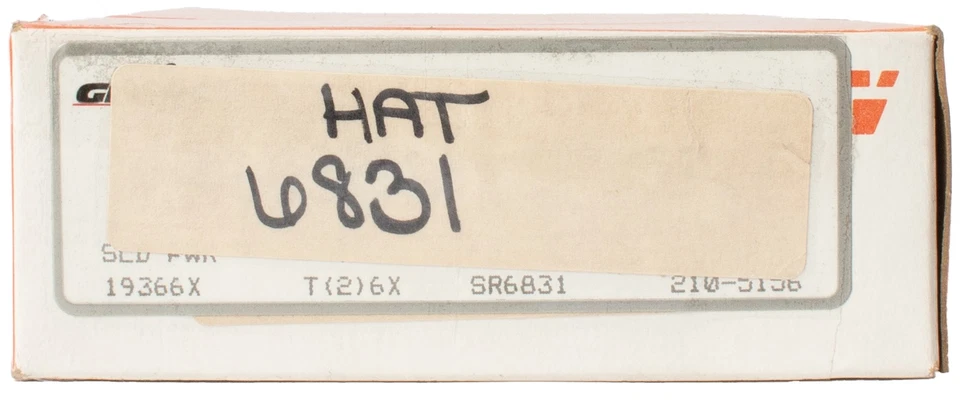 HAT
6831
SLD PWR
19366X T(2)6X SR6831 210-5156